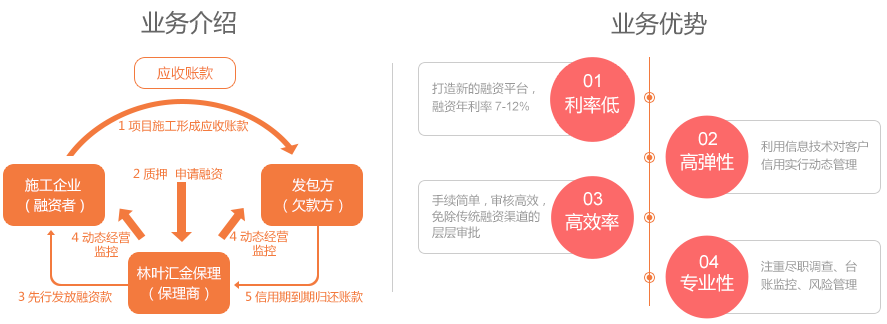 业务介绍
应收账款
1 项目施工形成应收账款
施工企业
（融资者）
2 质押 申请融资
发包方
（欠款方）
4 动态经营
监控
4 动态经营
监控
林叶汇金保理
（保理商）
3 先行发放融资款
5 信用期到期归还账款
业务优势
打造新的融资平台，
融资年利率 7-12%
01
利率低
02
高弹性
利用信息技术对客户
信用实行动态管理
手续简单，审核高效，
免除传统融资渠道的
层层审批
03
高效率
04
专业性
注重尽职调查、台
账监控、风险管理